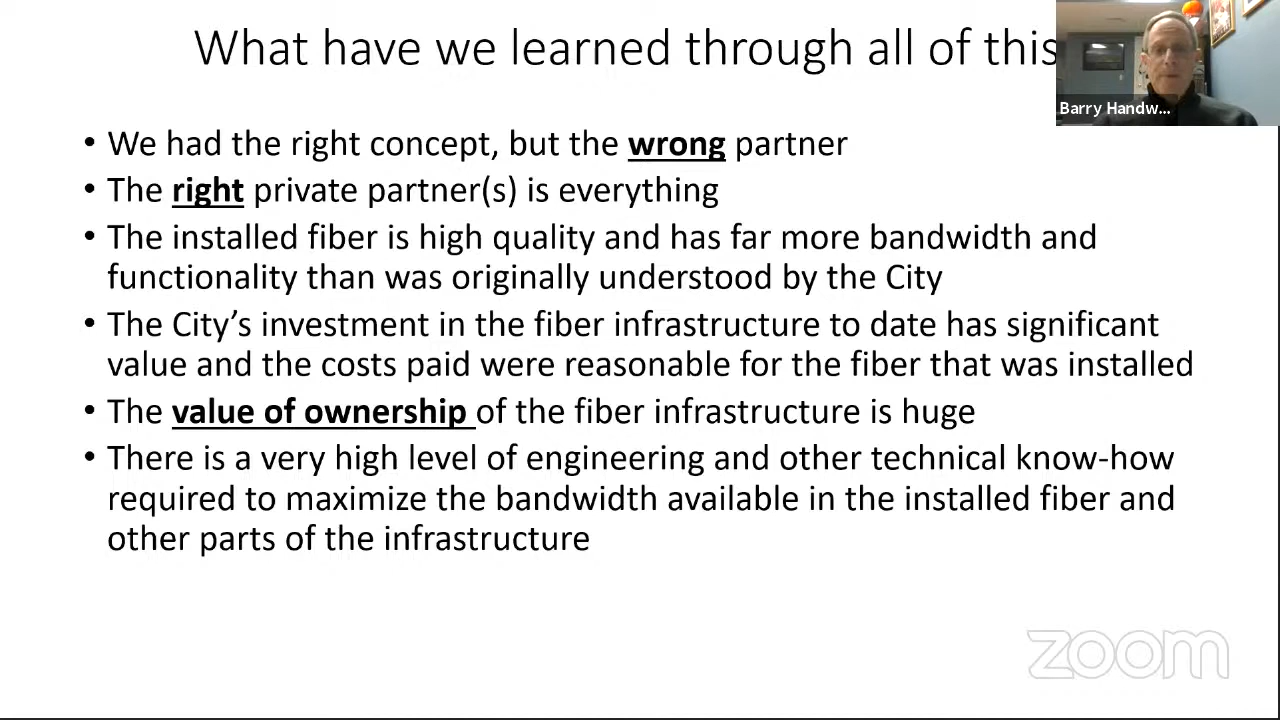 What have we learned through all of this
Barry Handw...
• We had the right concept, but the wrong partner
• The right private partner(s) is everything
• The installed fiber is high quality and has far more bandwidth and
functionality than was originally understood by the City
• The City’s investment in the fiber infrastructure to date has significant
value and the costs paid were reasonable for the fiber that was installed
• The value of ownership of the fiber infrastructure is huge
• There is a very high level of engineering and other technical know-how
required to maximize the bandwidth available in the installed fiber and
other parts of the infrastructure
zoom